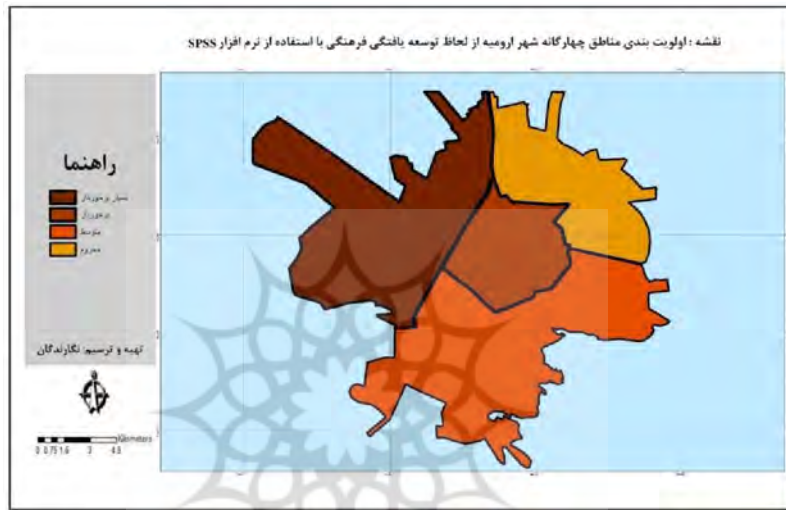 نقشه : اولویت بندی مناطق چهارگانه شهر ارومیه از لحاظ توسعه یافتگی فرهنگی با استفاده از نرم افزار SPSS
راهنما
بسیار برخوردار
برخوردار
متوسط
محروم
تهیه و ترسیم: نگارندگان
Kilometers
0 0.75 1.5 3 4.5